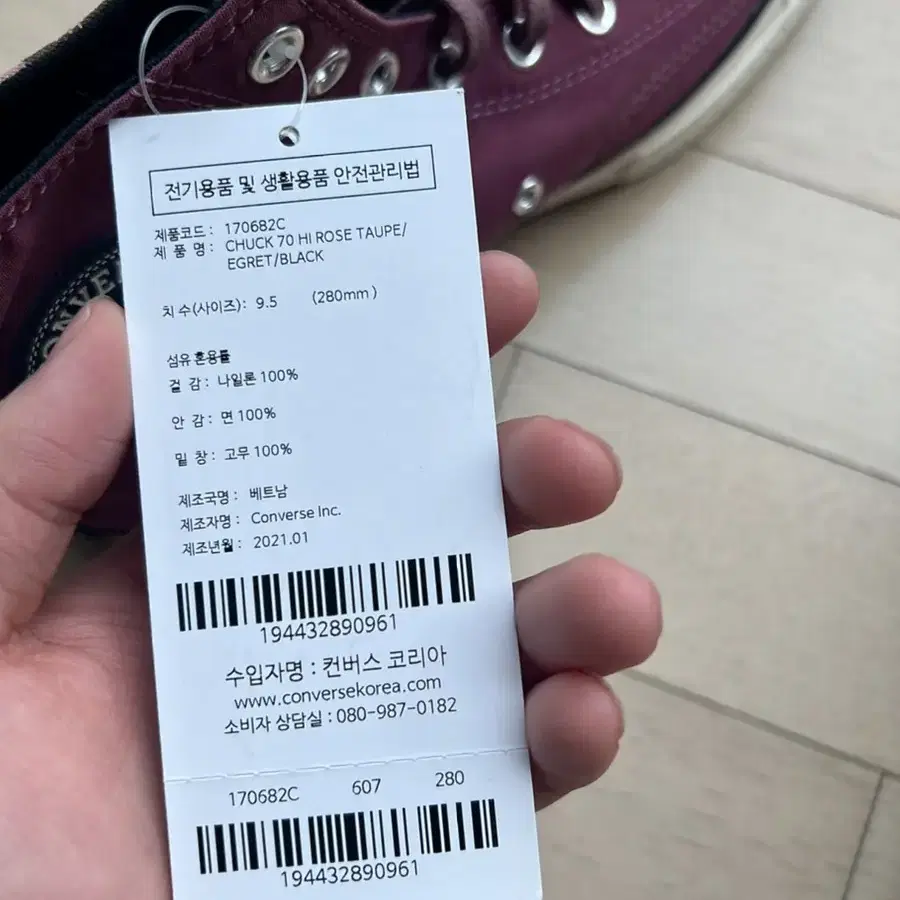 전기용품 및 생활용품 안전관리법
제품코드 : 170682C
제 품 명 : CHUCK 70 HI ROSE TAUPE/
EGRET/BLACK
치 수(사이즈) : 9.5 (280mm )
섬유 혼용률
겉 감 : 나일론 100%
안 감 : 면 100%
밑 창 : 고무 100%
제조국명 : 베트남
제조자명 : Converse Inc.
제조년월 : 2021.01
194432890961
수입자명 : 컨버스 코리아
www.conversekorea.com
소비자 상담실 : 080-987-0182
170682C 607 280
194432890961